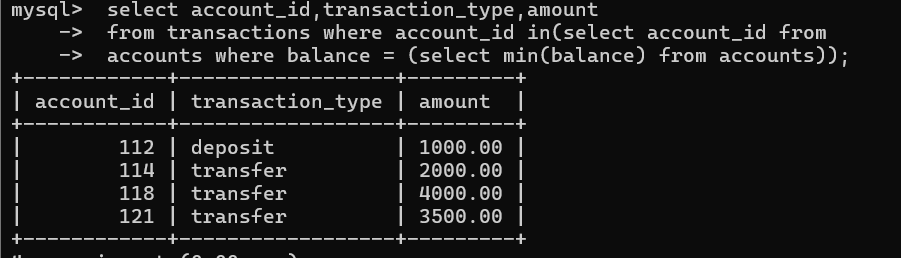 mysql>  select account_id,transaction_type,amount
    ->  from transactions where account_id in(select account_id from
    ->  accounts where balance = (select min(balance) from accounts));
+------------+------------------+---------+
| account_id | transaction_type | amount  |
+------------+------------------+---------+
|        112 | deposit          | 1000.00 |
|        114 | transfer         | 2000.00 |
|        118 | transfer         | 4000.00 |
|        121 | transfer         | 3500.00 |
+------------+------------------+---------+